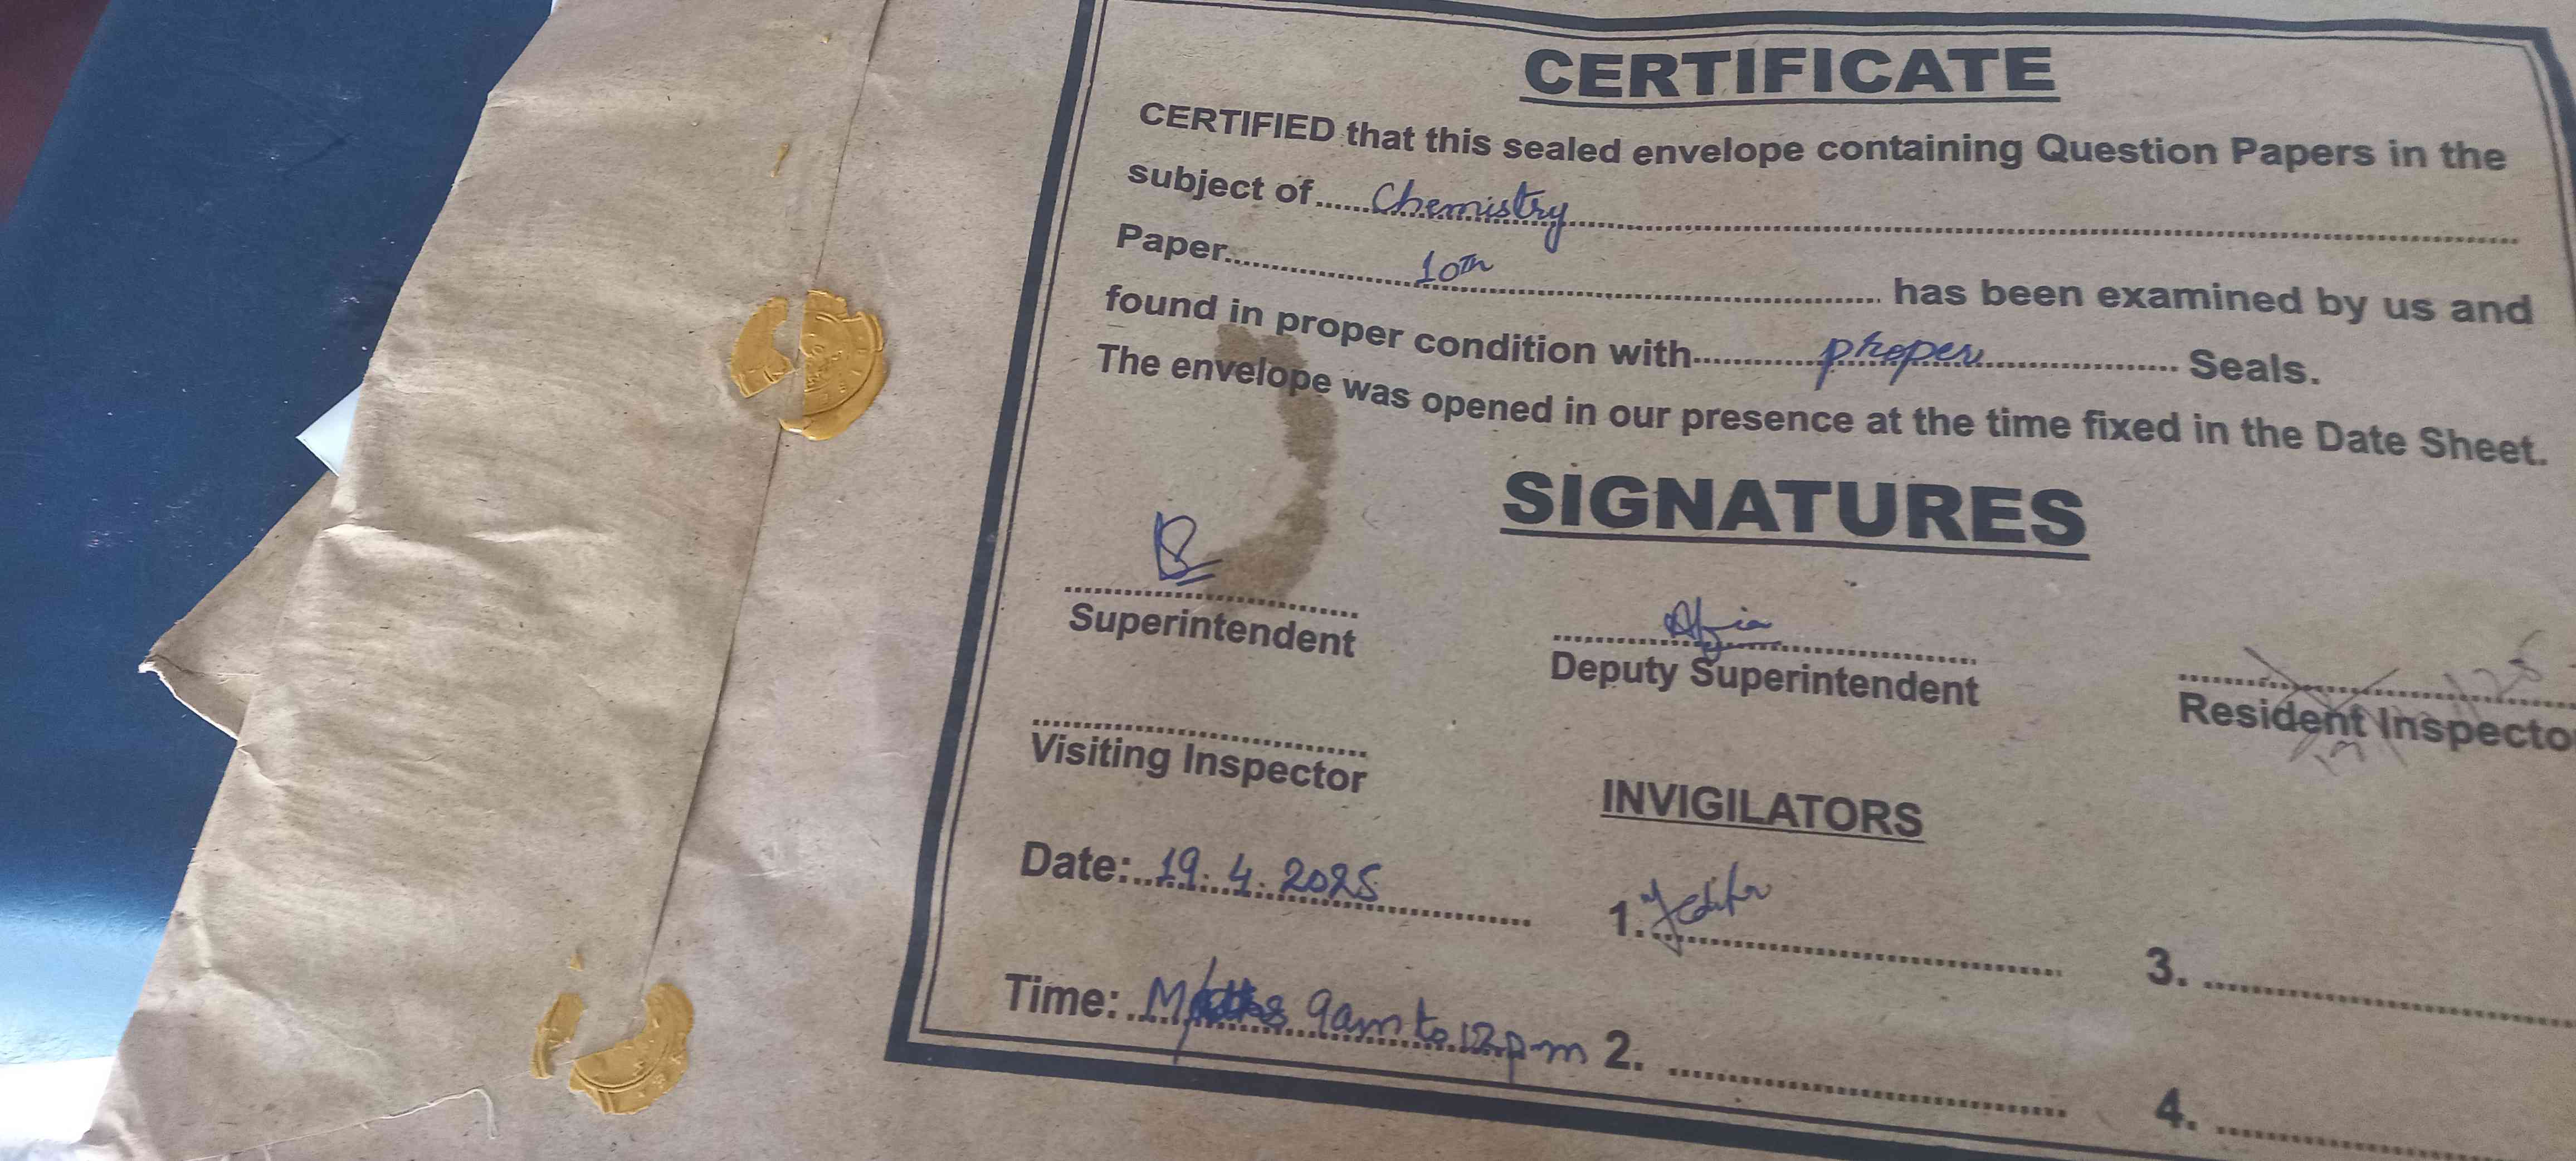 CERTIFICATE
CERTIFIED that this sealed envelope containing Question Papers in the
subject of......Chemistry......
Paper......10th...... has been examined by us and
found in proper condition with......proper...... Seals.
The envelope was opened in our presence at the time fixed in the Date Sheet.
SIGNATURES
Superintendent
Afia
Deputy Superintendent
Resident Inspector
Visiting Inspector
INVIGILATORS
Date: 19.4.2025
1.
3.
Time: 9am to 12pm
2.
4.